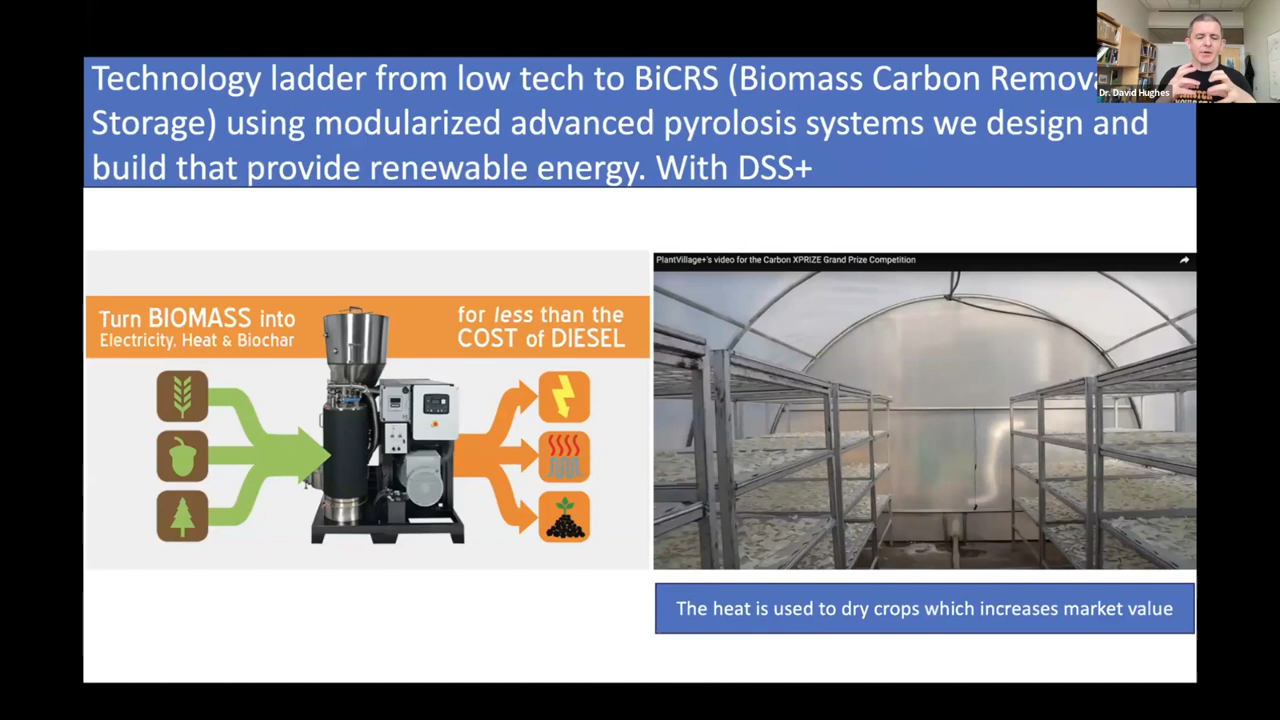 Technology ladder from low tech to BiCRS (Biomass Carbon Remova
Storage) using modularized advanced pyrolosis systems we design and
build that provide renewable energy. With DSS+
Dr. David Hughes
PlantVillage+'s video for the Carbon XPRIZE Grand Prize Competition
Turn BIOMASS into
Electricity, Heat & Biochar
for less than the
COST of DIESEL
The heat is used to dry crops which increases market value